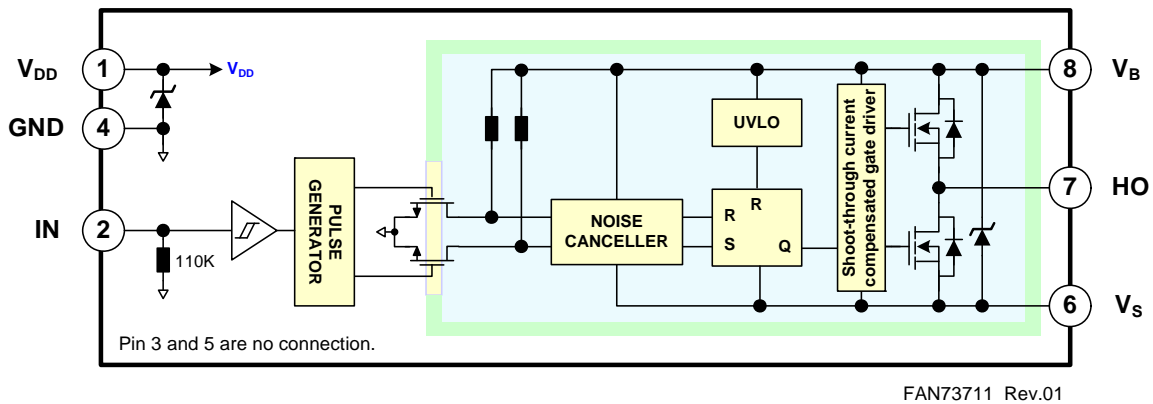 VDD
1
VDD
8
VB
GND
4
UVLO
Shoot-through current
compensated gate driver
PULSE
GENERATOR
IN
2
110K
NOISE
CANCELLER
R
R
S
Q
7
HO
6
VS
Pin 3 and 5 are no connection.
FAN73711 Rev.01